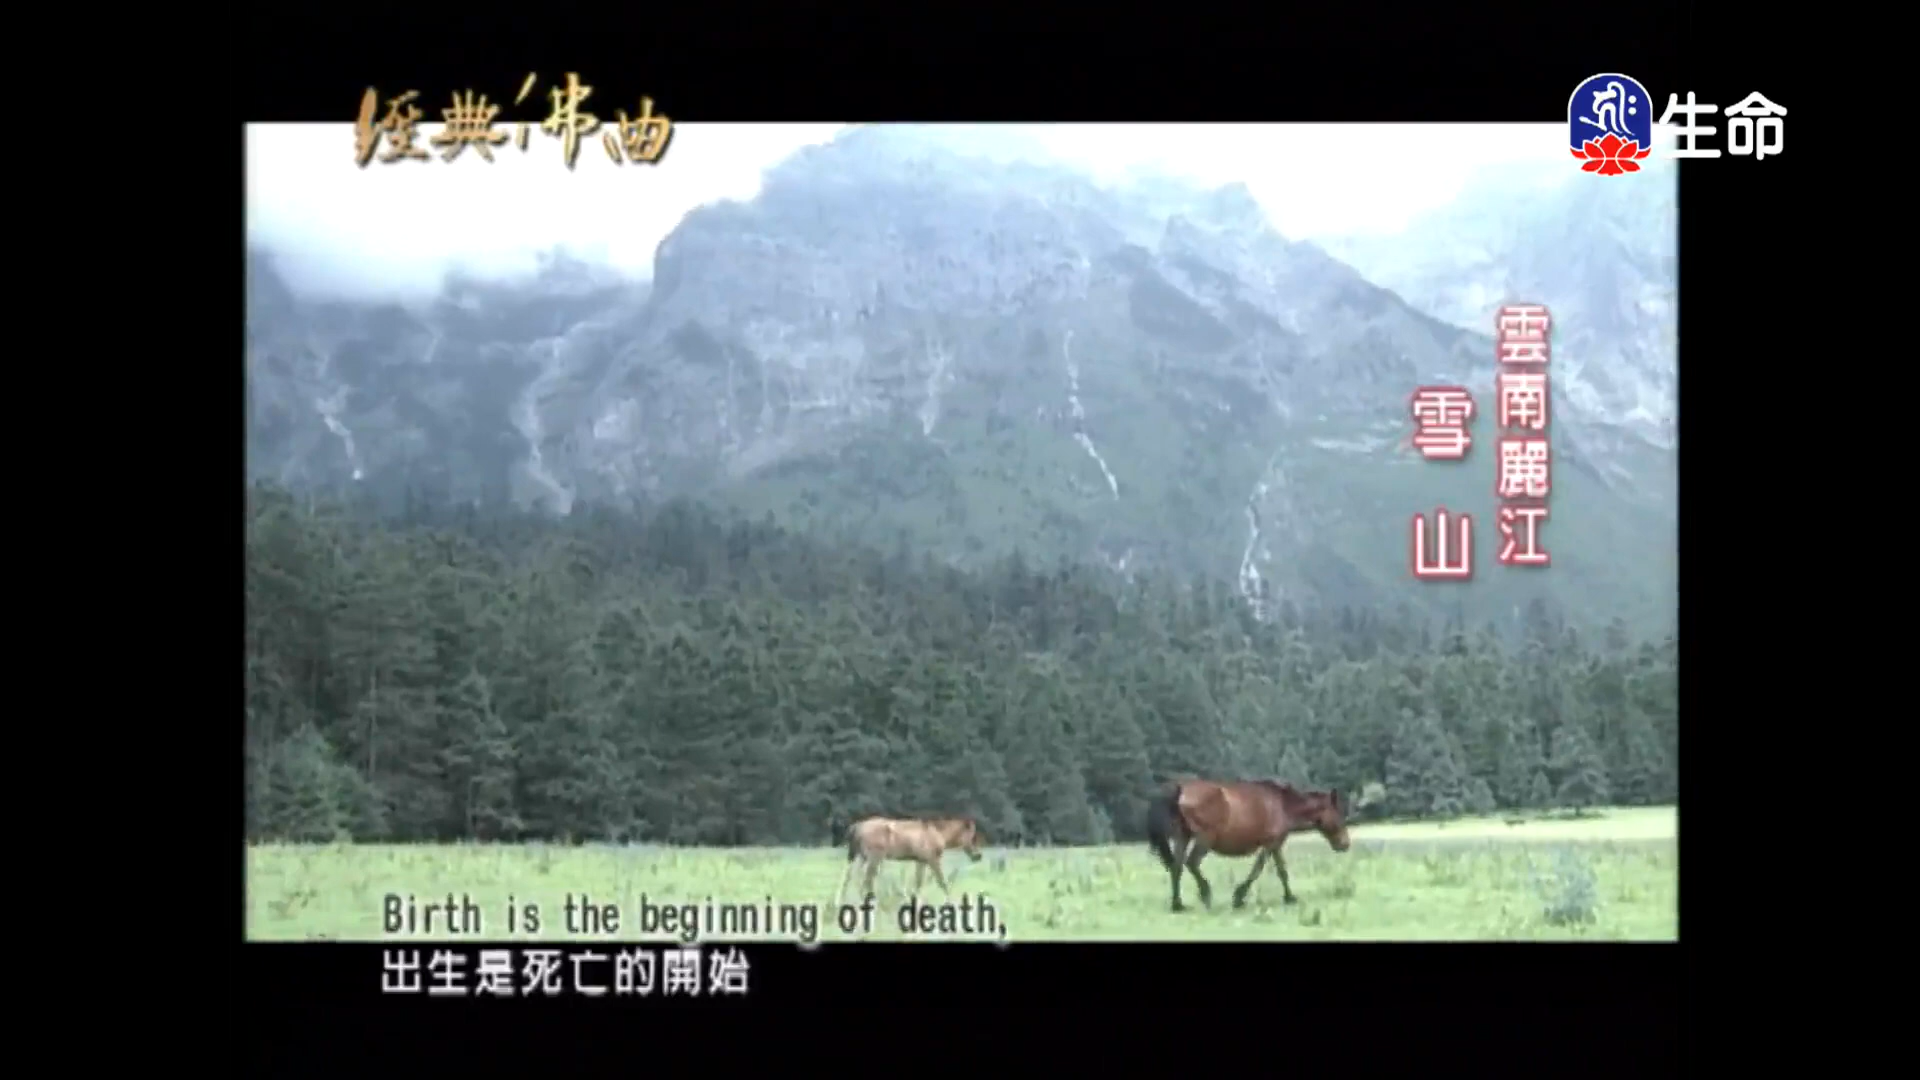 經典佛曲
生命
雲南麗江
雪山
Birth is the beginning of death,
出生是死亡的開始